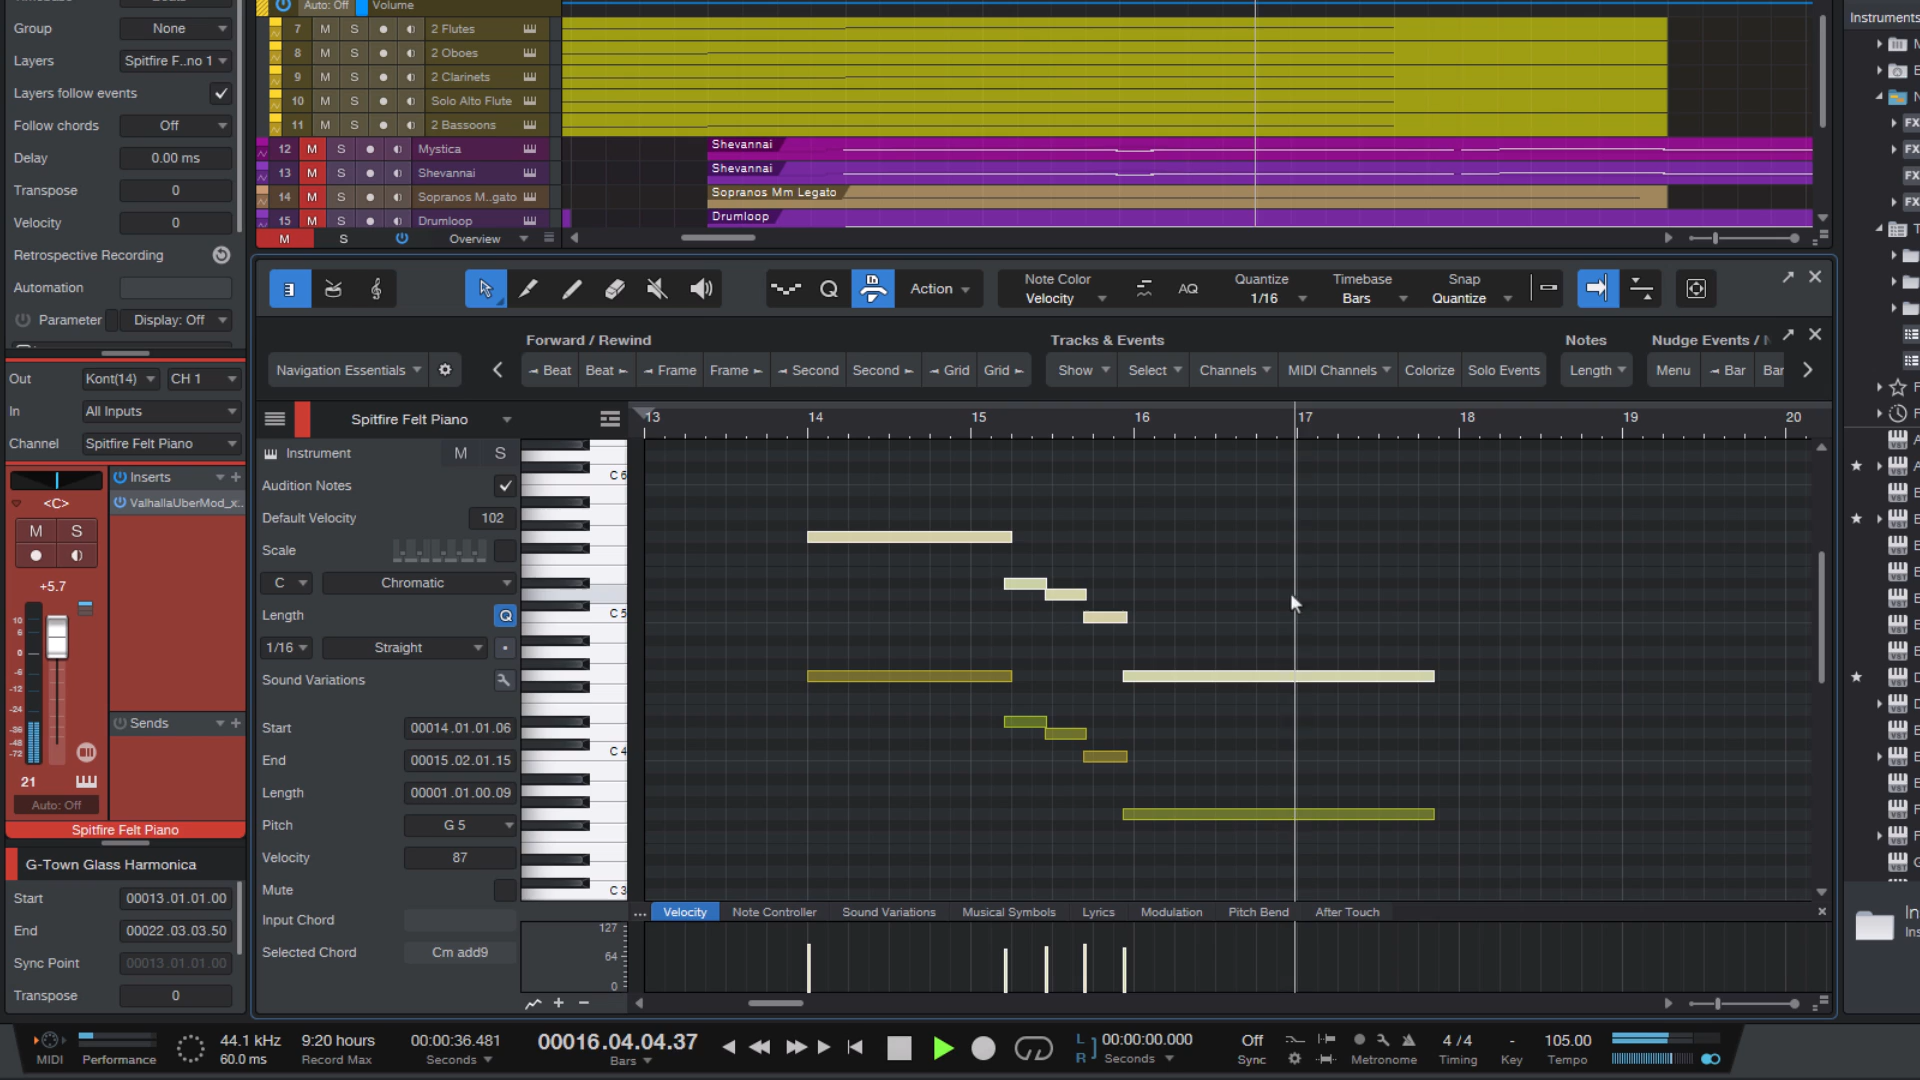 Auto: Off Volume
Instruments
Group None
7 M S 2 Flutes
8 M S 2 Oboes
Layers Spitfire F..no 1
9 M S 2 Clarinets
Layers follow events
10 M S Solo Alto Flute
Follow chords Off
11 M S 2 Bassoons
Delay 0.00 ms
12 M S Mystica Shevannai
13 M S Shevannai Shevannai
Transpose 0
14 M S Sopranos M..gato Sopranos Mm Legato
Velocity 0
15 M S Drumloop Drumloop
M S Overview
Retrospective Recording
Automation
Parameter Display: Off
Q Action Note Color Velocity AQ Quantize 1/16 Timebase Bars Snap Quantize
Forward / Rewind Tracks & Events Notes Nudge Events /
Navigation Essentials Beat Beat Frame Frame Second Second Grid Grid Show Select Channels MIDI Channels Colorize Solo Events Length Menu Bar Bar
Out Kont(14) CH 1
In All Inputs
Channel Spitfire Felt Piano
Spitfire Felt Piano 13 14 15 16 17 18 19 20
Instrument M S
Inserts
ValhallaUberMod_x..
<C>
M S
+5.7
10
6
0
-6
-12
-24
-36
-48
-72
Sends
21
Auto: Off
Spitfire Felt Piano
Audition Notes
Default Velocity 102
Scale
C Chromatic
Length Q
1/16 Straight
Sound Variations
Start 00014.01.01.06
End 00015.02.01.15
Length 00001.01.00.09
Pitch G 5
Velocity 87
Mute
Input Chord
Selected Chord Cm add9
C 6
C 5
C 4
C 3
Velocity Note Controller Sound Variations Musical Symbols Lyrics Modulation Pitch Bend After Touch
127
64
0
G-Town Glass Harmonica
Start 00013.01.01.00
End 00022.03.03.50
Sync Point 00013.01.01.00
Transpose 0
FX
FX
FX
FX
MIDI Performance
44.1 kHz
60.0 ms
9:20 hours
Record Max
00:00:36.481
Seconds
00016.04.04.37
Bars
L 00:00:00.000
R Seconds
Off
Sync
Metronome
4 / 4
Timing
-
Key
105.00
Tempo